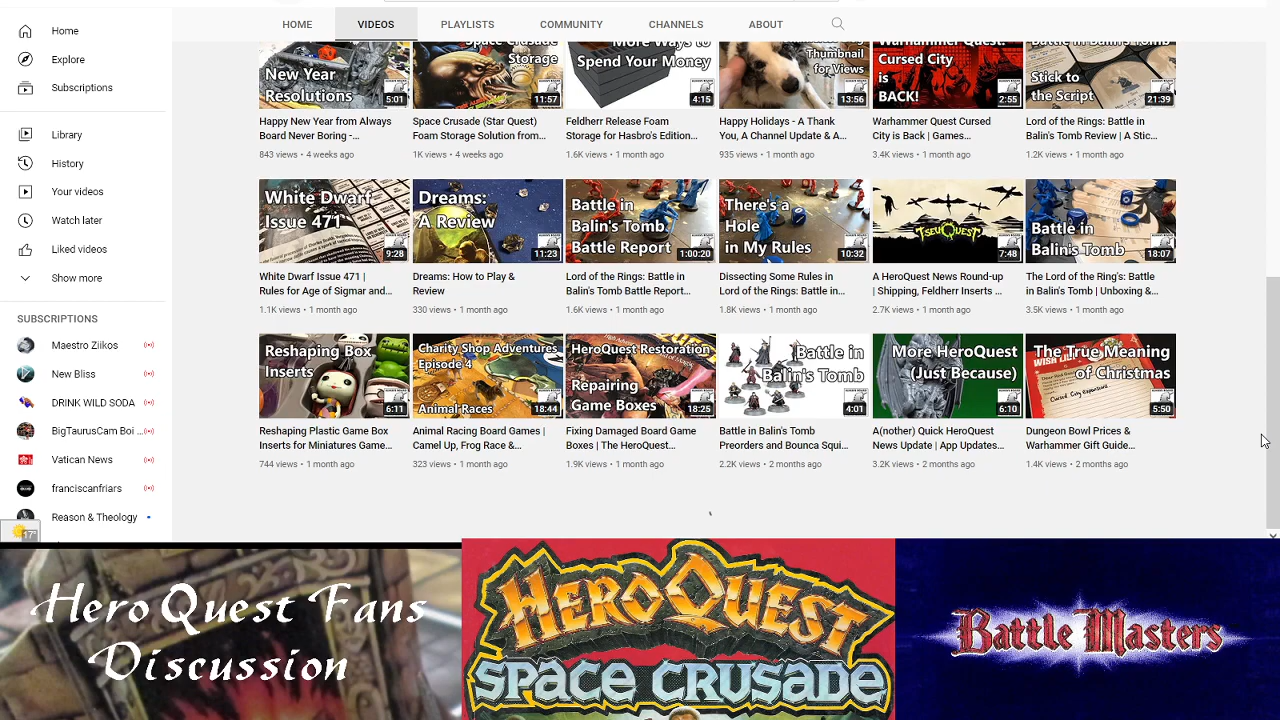 HOME VIDEOS PLAYLISTS COMMUNITY CHANNELS ABOUT
Home
Explore
Subscriptions
Library
History
Your videos
Watch later
Liked videos
Show more
SUBSCRIPTIONS
Maestro Ziikos
New Bliss
DRINK WILD SODA
BigTaurusCam Boi ...
Vatican News
franciscanfriars
Reason & Theology
17°
New Year
Resolutions
5:01
Happy New Year from Always
Board Never Boring -...
843 views • 4 weeks ago
Space Crusade
Storage
11:57
Space Crusade (Star Quest)
Foam Storage Solution from...
1K views • 4 weeks ago
More Ways to
Spend Your Money
4:15
Feldherr Release Foam
Storage for Hasbro's Edition...
1.6K views • 1 month ago
Thumbnail
for Views
13:56
Happy Holidays - A Thank
You, A Channel Update & A...
935 views • 1 month ago
Warhammer Quest:
Cursed City
is
BACK!
2:55
Warhammer Quest Cursed
City is Back | Games...
3.4K views • 1 month ago
Battle in Balin's Tomb
Stick to
the Script
21:39
Lord of the Rings: Battle in
Balin's Tomb Review | A Stic...
1.2K views • 1 month ago
White Dwarf
Issue 471
9:28
White Dwarf Issue 471 |
Rules for Age of Sigmar and...
1.1K views • 1 month ago
Dreams:
A Review
11:23
Dreams: How to Play &
Review
330 views • 1 month ago
Battle in
Balin's Tomb
Battle Report
1:00:20
Lord of the Rings: Battle in
Balin's Tomb Battle Report...
1.6K views • 1 month ago
There's a
Hole
in My Rules
10:32
Dissecting Some Rules in
Lord of the Rings: Battle in...
1.8K views • 1 month ago
TSEUQUEST
7:48
A HeroQuest News Round-up
| Shipping, Feldherr Inserts ...
2.7K views • 1 month ago
Battle in
Balin's Tomb
18:07
The Lord of the Ring's: Battle
in Balin's Tomb | Unboxing &...
3.5K views • 1 month ago
Reshaping Box
Inserts
6:11
Reshaping Plastic Game Box
Inserts for Miniatures Game...
744 views • 1 month ago
Charity Shop Adventures
Episode 4
Animal Races
18:44
Animal Racing Board Games |
Camel Up, Frog Race &...
323 views • 1 month ago
HeroQuest Restoration
Repairing
Game Boxes
18:25
Fixing Damaged Board Game
Boxes | The HeroQuest...
1.9K views • 1 month ago
Battle in
Balin's Tomb
4:01
Battle in Balin's Tomb
Preorders and Bounca Squi...
2.2K views • 2 months ago
More HeroQuest
(Just Because)
6:10
A(nother) Quick HeroQuest
News Update | App Updates...
3.2K views • 2 months ago
The True Meaning
of Christmas
5:50
Dungeon Bowl Prices &
Warhammer Gift Guide...
1.4K views • 2 months ago
HeroQuest Fans
Discussion
HEROQUEST
SPACE CRUSADE
Battle Masters